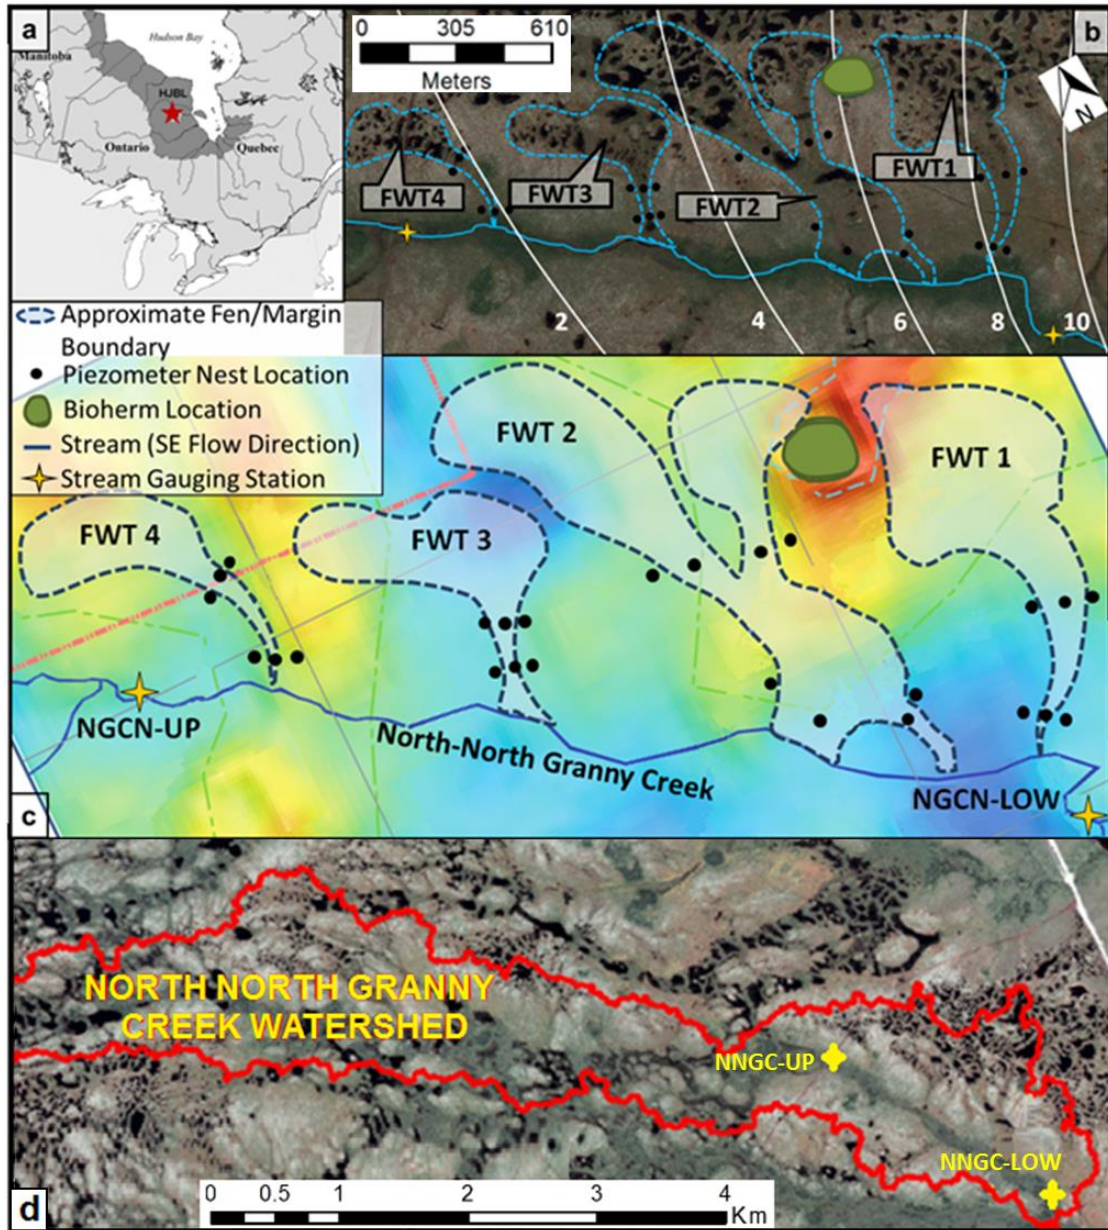 a
Hudson Bay
Manitoba
HJBL
Ontario
Quebec
0 305 610
Meters
b
N
FWT4
FWT3
FWT2
FWT1
2 4 6 8 10
Approximate Fen/Margin
Boundary
Piezometer Nest Location
Bioherm Location
Stream (SE Flow Direction)
Stream Gauging Station
FWT 2
FWT 1
FWT 4
FWT 3
NGCN-UP
North-North Granny Creek
NGCN-LOW
c
NORTH NORTH GRANNY
CREEK WATERSHED
NNGC-UP
NNGC-LOW
d
0 0.5 1 2 3 4
Km